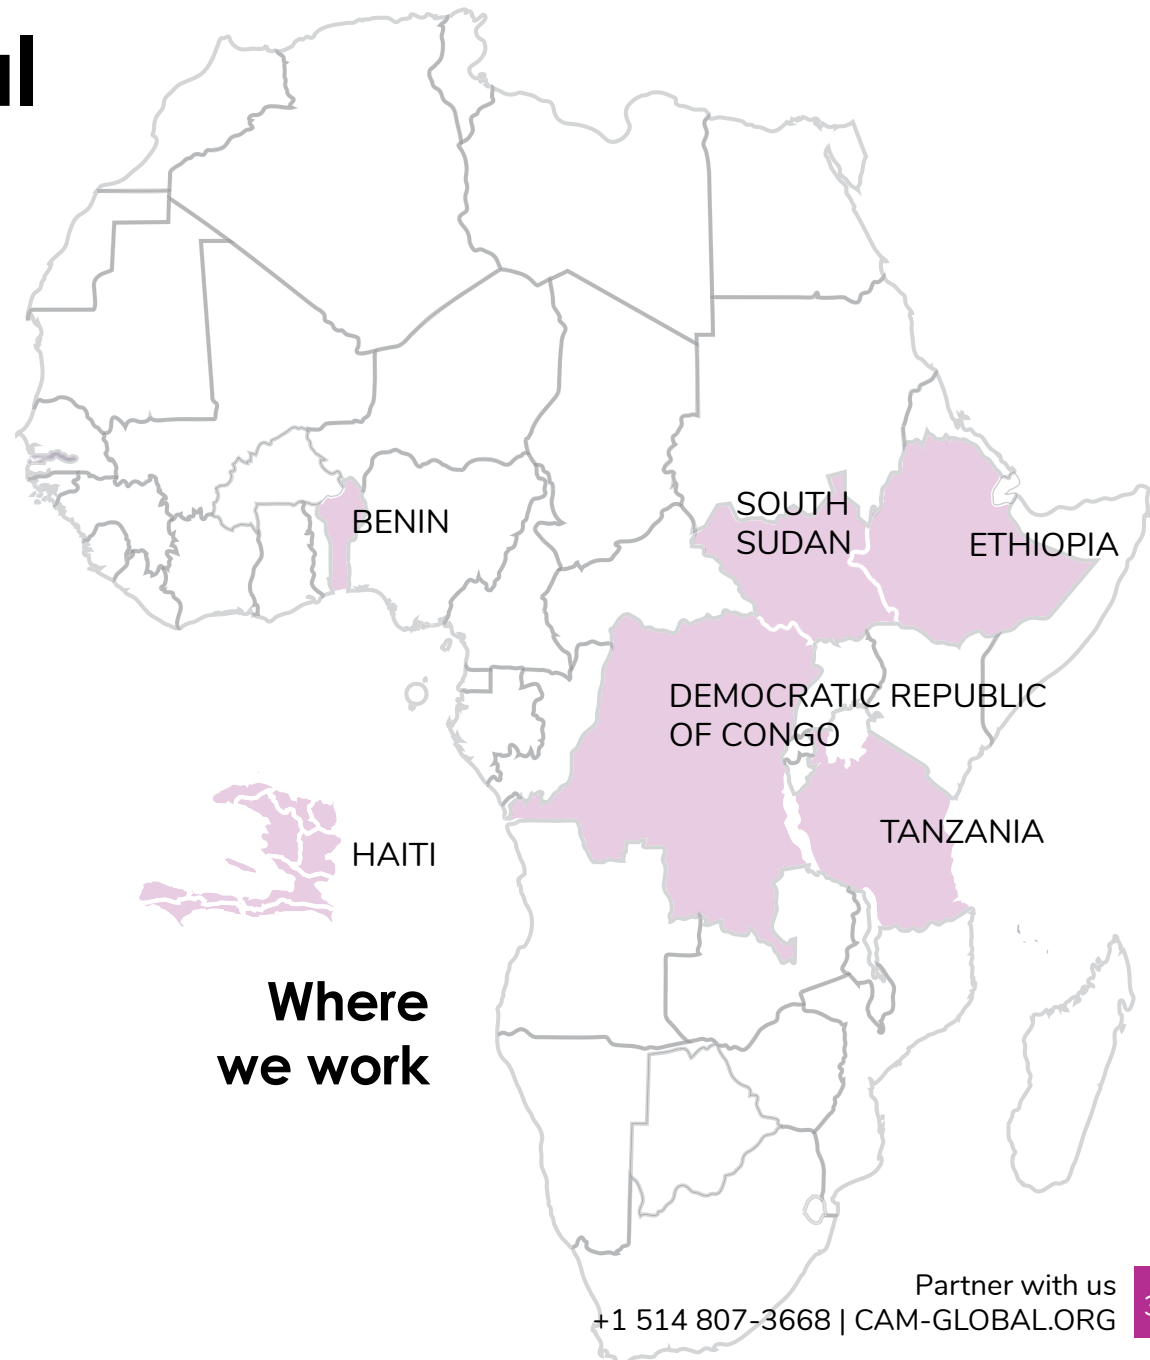 BENIN
SOUTH
SUDAN
ETHIOPIA
DEMOCRATIC REPUBLIC
OF CONGO
TANZANIA
HAITI
Where
we work
Partner with us
+1 514 807-3668 | CAM-GLOBAL.ORG